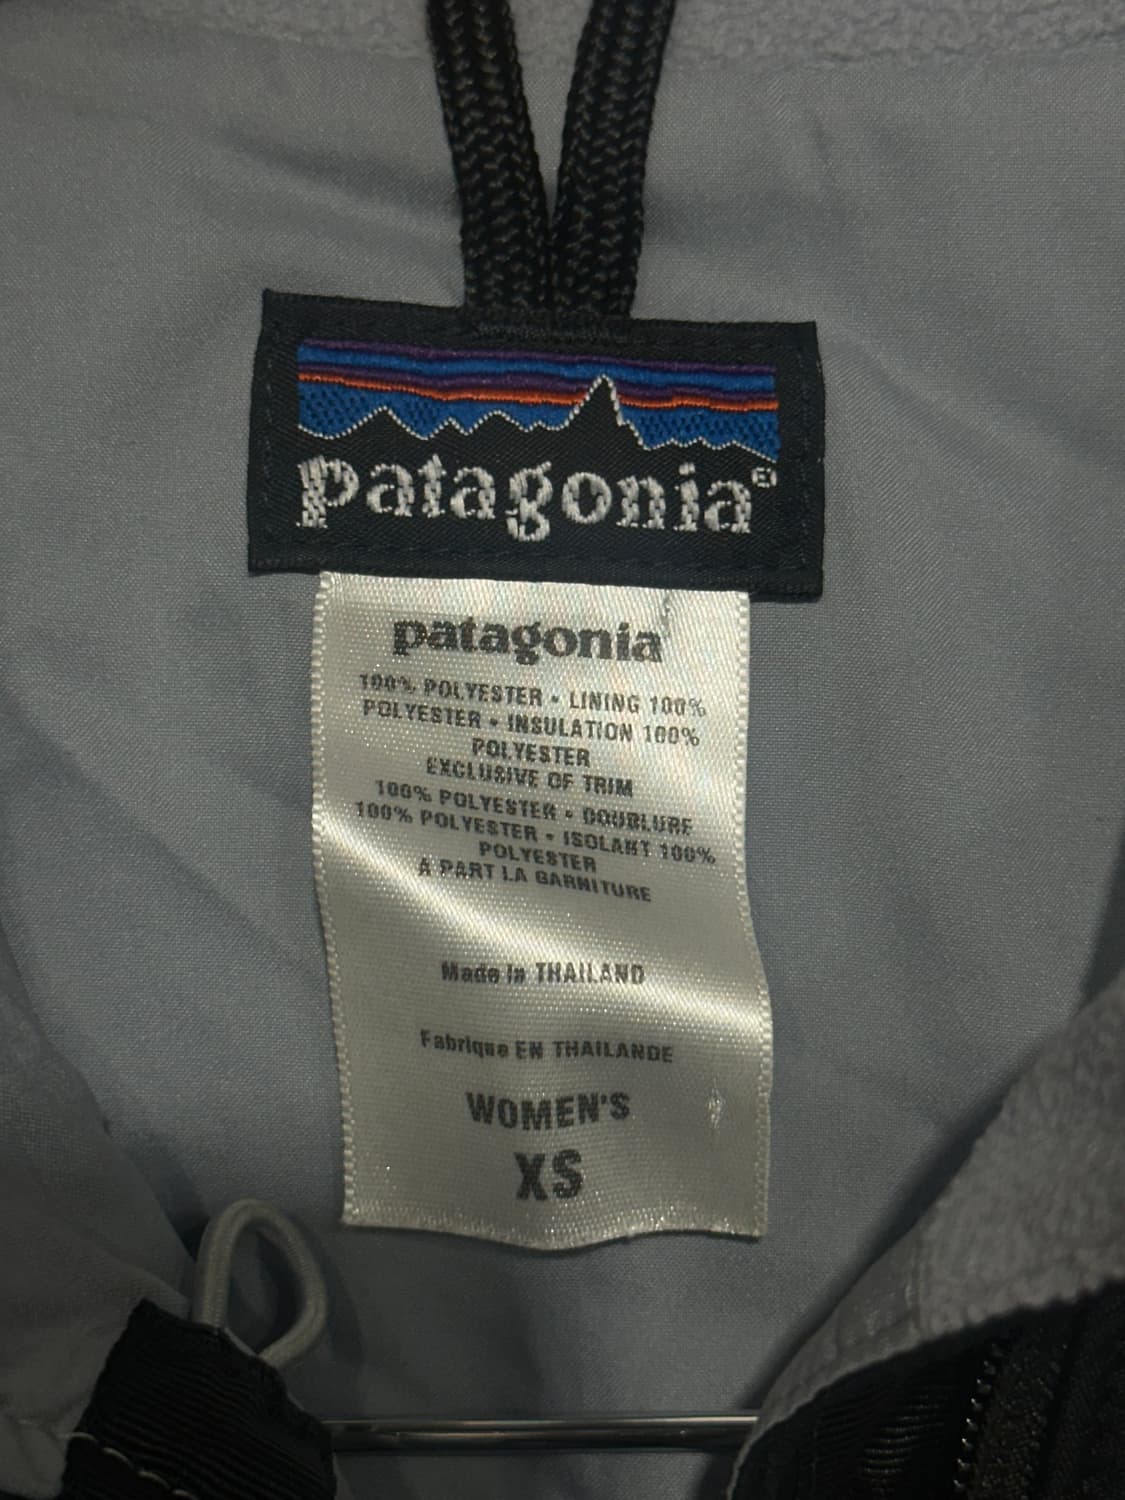 patagonia®
patagonia
100% POLYESTER • LINING 100%
POLYESTER • INSULATION 100%
POLYESTER
EXCLUSIVE OF TRIM
100% POLYESTER • DOUBLURE
100% POLYESTER • ISOLANT 100%
POLYESTER
A PART LA GARNITURE
Made in THAILAND
Fabrique EN THAILANDE
WOMEN'S
XS